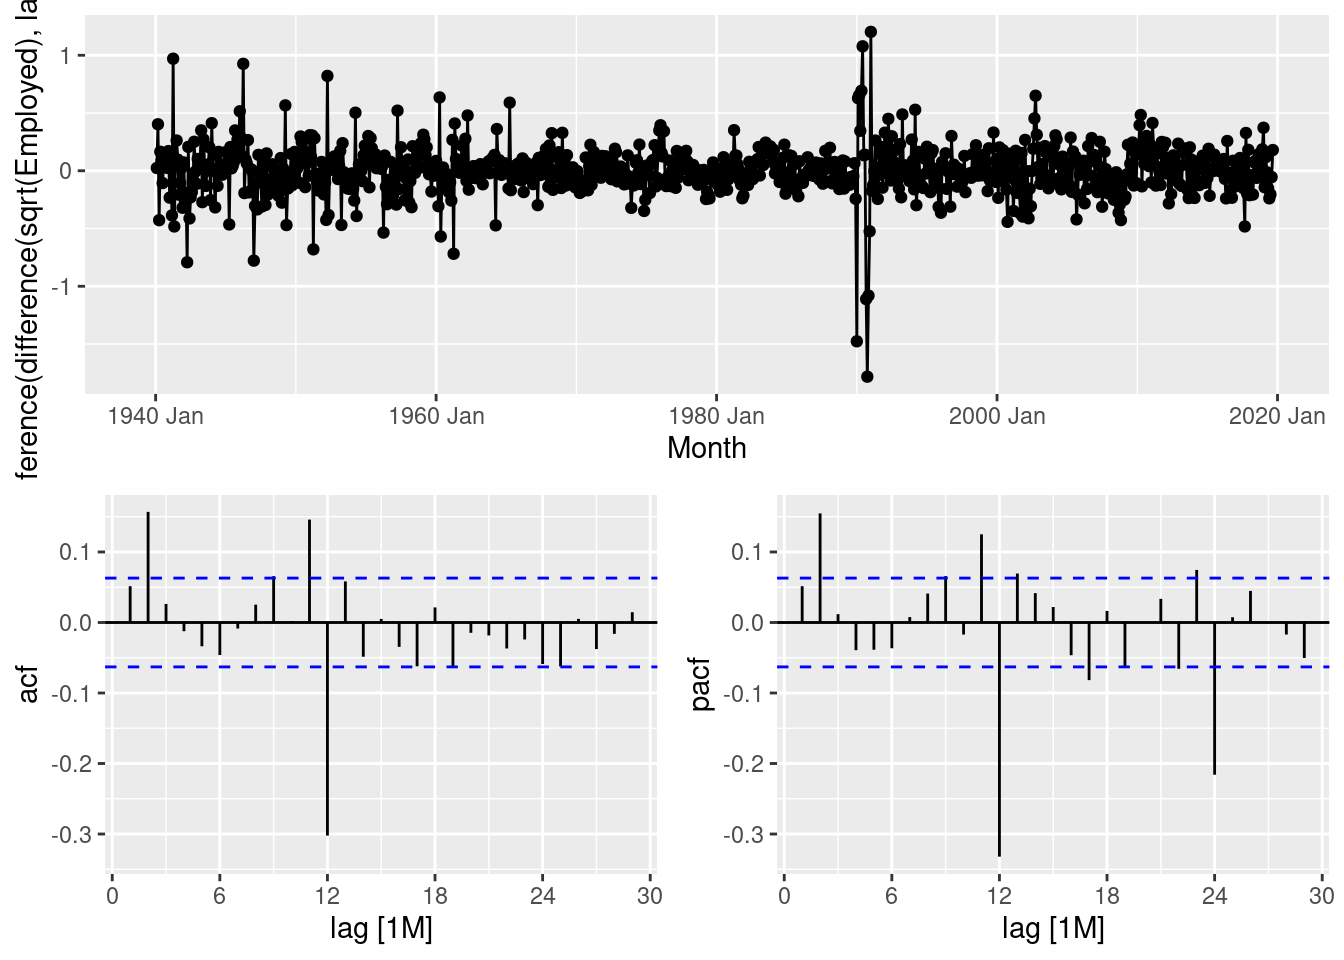 ference(difference(sqrt(Employed), la
1
0
-1
1940 Jan
1960 Jan
1980 Jan
2000 Jan
2020 Jan
Month
acf
0.1
0.0
-0.1
-0.2
-0.3
0
6
12
18
24
30
lag [1M]
pacf
0.1
0.0
-0.1
-0.2
-0.3
0
6
12
18
24
30
lag [1M]